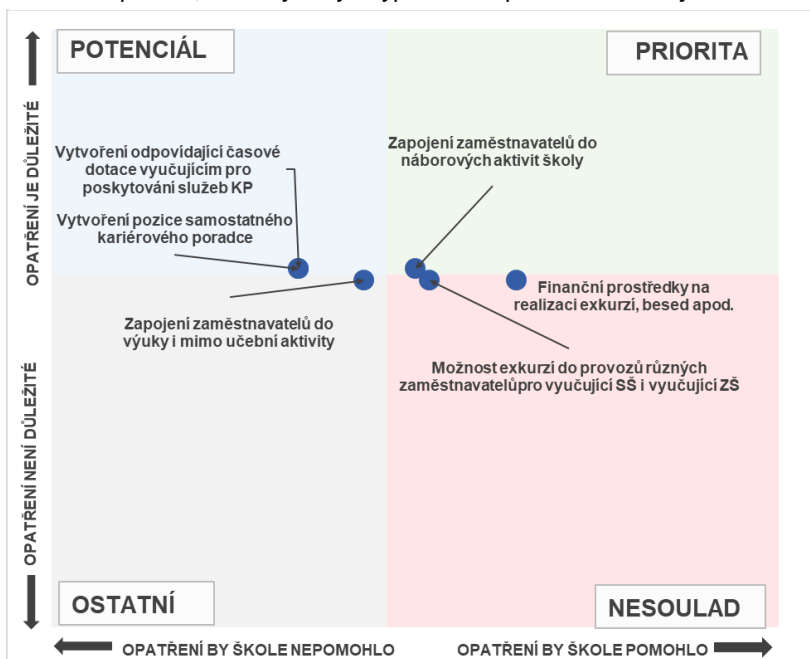 POTENCIÁL
PRIORITA
Zapojení zaměstnavatelů do
náborových aktivit školy
Vytvoření odpovídající časové
dotace vyučujícím pro
poskytování služeb KP
Vytvoření pozice samostatného
kariérového poradce
Finanční prostředky na
realizaci exkurzí, besed apod.
Zapojení zaměstnavatelů do
výuky i mimo učební aktivity
Možnost exkurzí do provozů různých
zaměstnavatelůpro vyučující SŠ i vyučující ZŠ
OPATŘENÍ JE DŮLEŽITÉ
OPATŘENÍ NENÍ DŮLEŽITÉ
OSTATNÍ
NESOULAD
OPATŘENÍ BY ŠKOLE NEPOMOHLO
OPATŘENÍ BY ŠKOLE POMOHLO